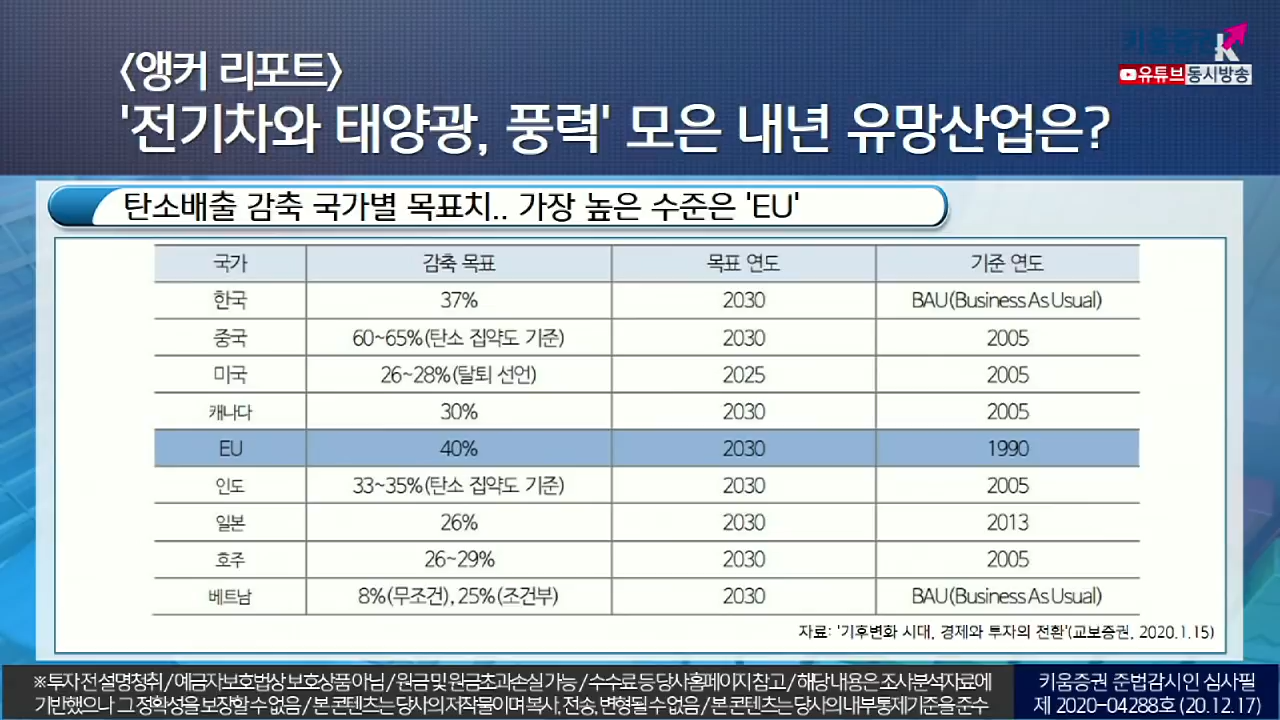 <앵커 리포트>
'전기차와 태양광, 풍력' 모은 내년 유망산업은?
키움증권
유튜브 동시방송
탄소배출 감축 국가별 목표치.. 가장 높은 수준은 'EU'
국가 감축 목표 목표 연도 기준 연도
한국 37% 2030 BAU(Business As Usual)
중국 60~65%(탄소 집약도 기준) 2030 2005
미국 26~28%(탈퇴 선언) 2025 2005
캐나다 30% 2030 2005
EU 40% 2030 1990
인도 33~35%(탄소 집약도 기준) 2030 2005
일본 26% 2030 2013
호주 26~29% 2030 2005
베트남 8%(무조건), 25%(조건부) 2030 BAU(Business As Usual)
자료: '기후변화 시대, 경제와 투자의 전환'(교보증권, 2020.1.15)
※ 투자 전 설명청취 / 예금자보호법상 보호상품 아님 / 원금 및 원금초과손실 가능 / 수수료 등 당사홈페이지 참고 / 해당 내용은 조사분석자료에
기반했으나 그 정확성을 보장할 수 없음 / 본 콘텐츠는 당사의 저작물이며 복사, 전송, 변형될 수 없음 / 본 콘텐츠는 당사의 내부통제기준을 준수
키움증권 준법감시인 심사필
제 2020-04288호 (20.12.17)